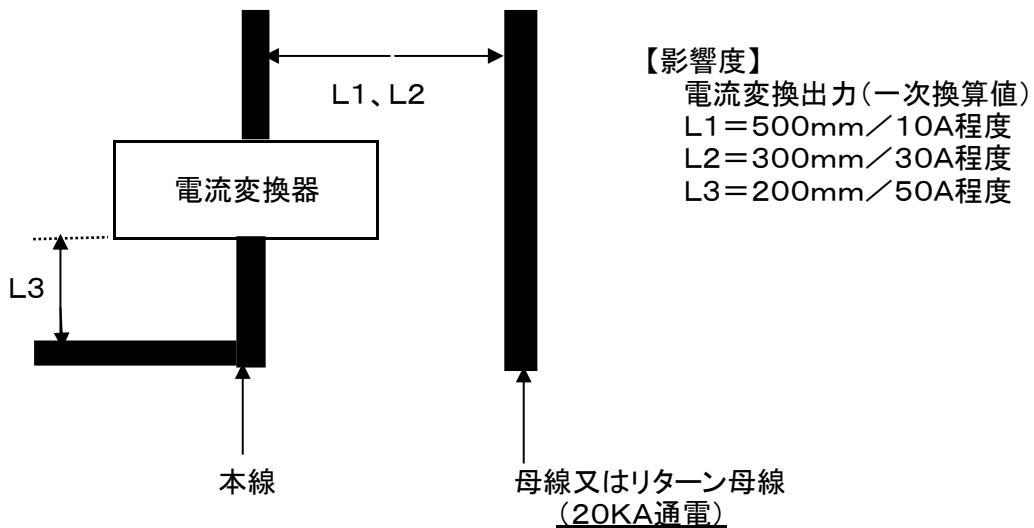 L1、L2
電流変換器
L3
本線
母線又はリターン母線
(20KA通電)
【影響度】
電流変換出力(一次換算値)
L1=500mm/10A程度
L2=300mm/30A程度
L3=200mm/50A程度